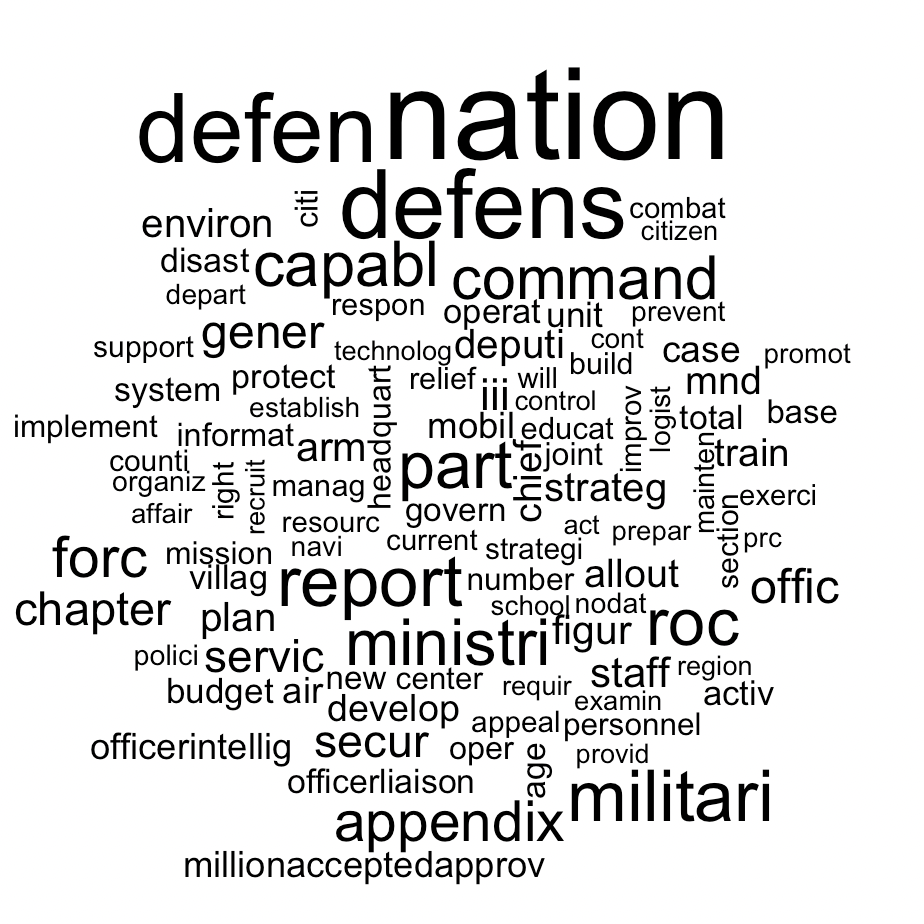 defen nation
citi defens combat
environ citizen
disast capabl command
depart respon operat unit prevent
support gener technolog deputi cont case promot
system protect relief iii will build mnd
implement establish headquart control improv logist total base
informat arm mobil educat
counti part chief joint mainten train
organiz right recruit manag strateg section exerci
affair resourc govern act prepar prc
forc mission navi current strategi
villag report number allout offic
chapter plan school nodat roc
ministri figur
polici servic staff region
budget air new center requir examin activ
develop appeal personnel
officerintellig secur oper age provid
officerliaison militari
appendix
millionacceptedapprov